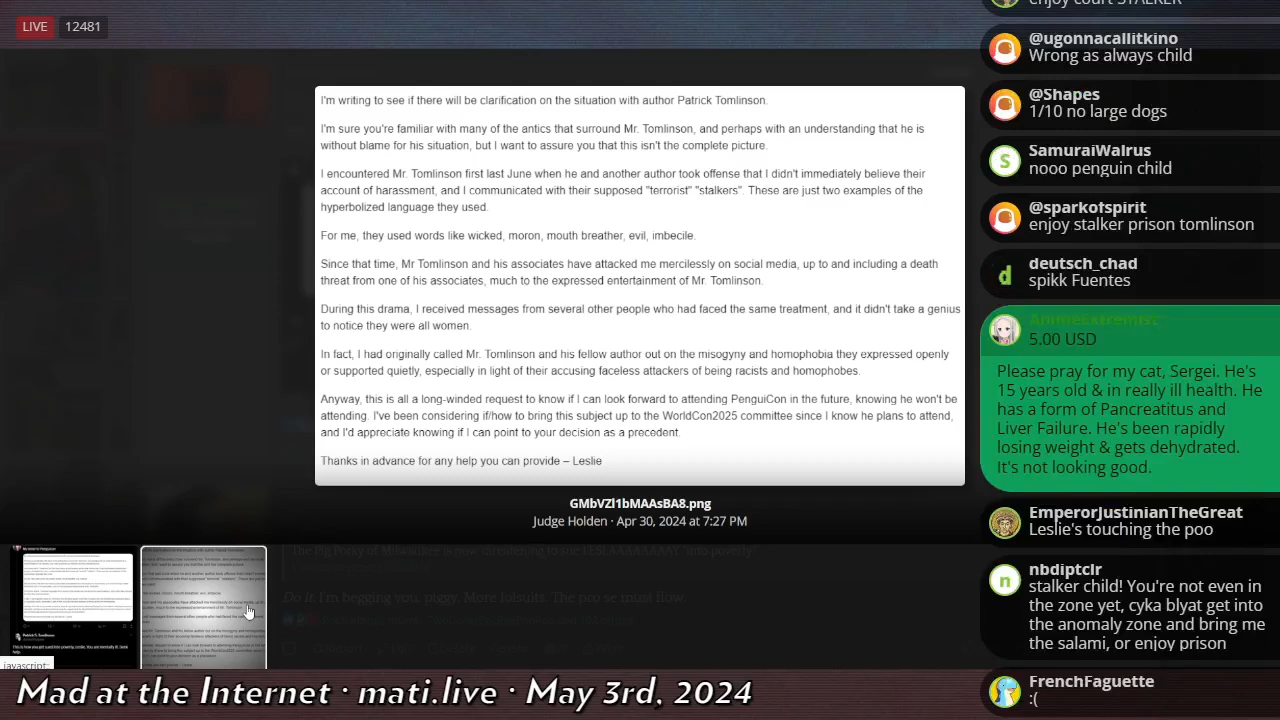 LIVE 12481
I'm writing to see if there will be clarification on the situation with author Patrick Tomlinson.
I'm sure you're familiar with many of the antics that surround Mr. Tomlinson, and perhaps with an understanding that he is
without blame for his situation, but I want to assure you that this isn't the complete picture.
I encountered Mr. Tomlinson first last June when he and another author took offense that I didn't immediately believe their
account of harassment, and I communicated with their supposed "terrorist" "stalkers". These are just two examples of the
hyperbolized language they used.
For me, they used words like wicked, moron, mouth breather, evil, imbecile.
Since that time, Mr Tomlinson and his associates have attacked me mercilessly on social media, up to and including a death
threat from one of his associates, much to the expressed entertainment of Mr. Tomlinson.
During this drama, I received messages from several other people who had faced the same treatment, and it didn't take a genius
to notice they were all women.
In fact, I had originally called Mr. Tomlinson and his fellow author out on the misogyny and homophobia they expressed openly
or supported quietly, especially in light of their accusing faceless attackers of being racists and homophobes.
Anyway, this is all a long-winded request to know if I can look forward to attending PenguiCon in the future, knowing he won't be
attending. I've been considering if/how to bring this subject up to the WorldCon2025 committee since I know he plans to attend,
and I'd appreciate knowing if I can point to your decision as a precedent.
Thanks in advance for any help you can provide – Leslie
GMbVZl1bMAAsBA8.png
Judge Holden · Apr 30, 2024 at 7:27 PM
javascript:
Mad at the Internet · mati.live · May 3rd, 2024
enjoy court STALKER
@ugonnacallitkino
Wrong as always child
@Shapes
1/10 no large dogs
SamuraiWalrus
nooo penguin child
@sparkofspirit
enjoy stalker prison tomlinson
deutsch_chad
spikk Fuentes
AnimeExtremist
5.00 USD
Please pray for my cat, Sergei. He's
15 years old & in really ill health. He
has a form of Pancreatitus and
Liver Failure. He's been rapidly
losing weight & gets dehydrated.
It's not looking good.
EmperorJustinianTheGreat
Leslie's touching the poo
ndiptclr
stalker child! You're not even in
the zone yet, cyka blyat get into
the anomaly zone and bring me
the salami, or enjoy prison
FrenchFaguette
:(